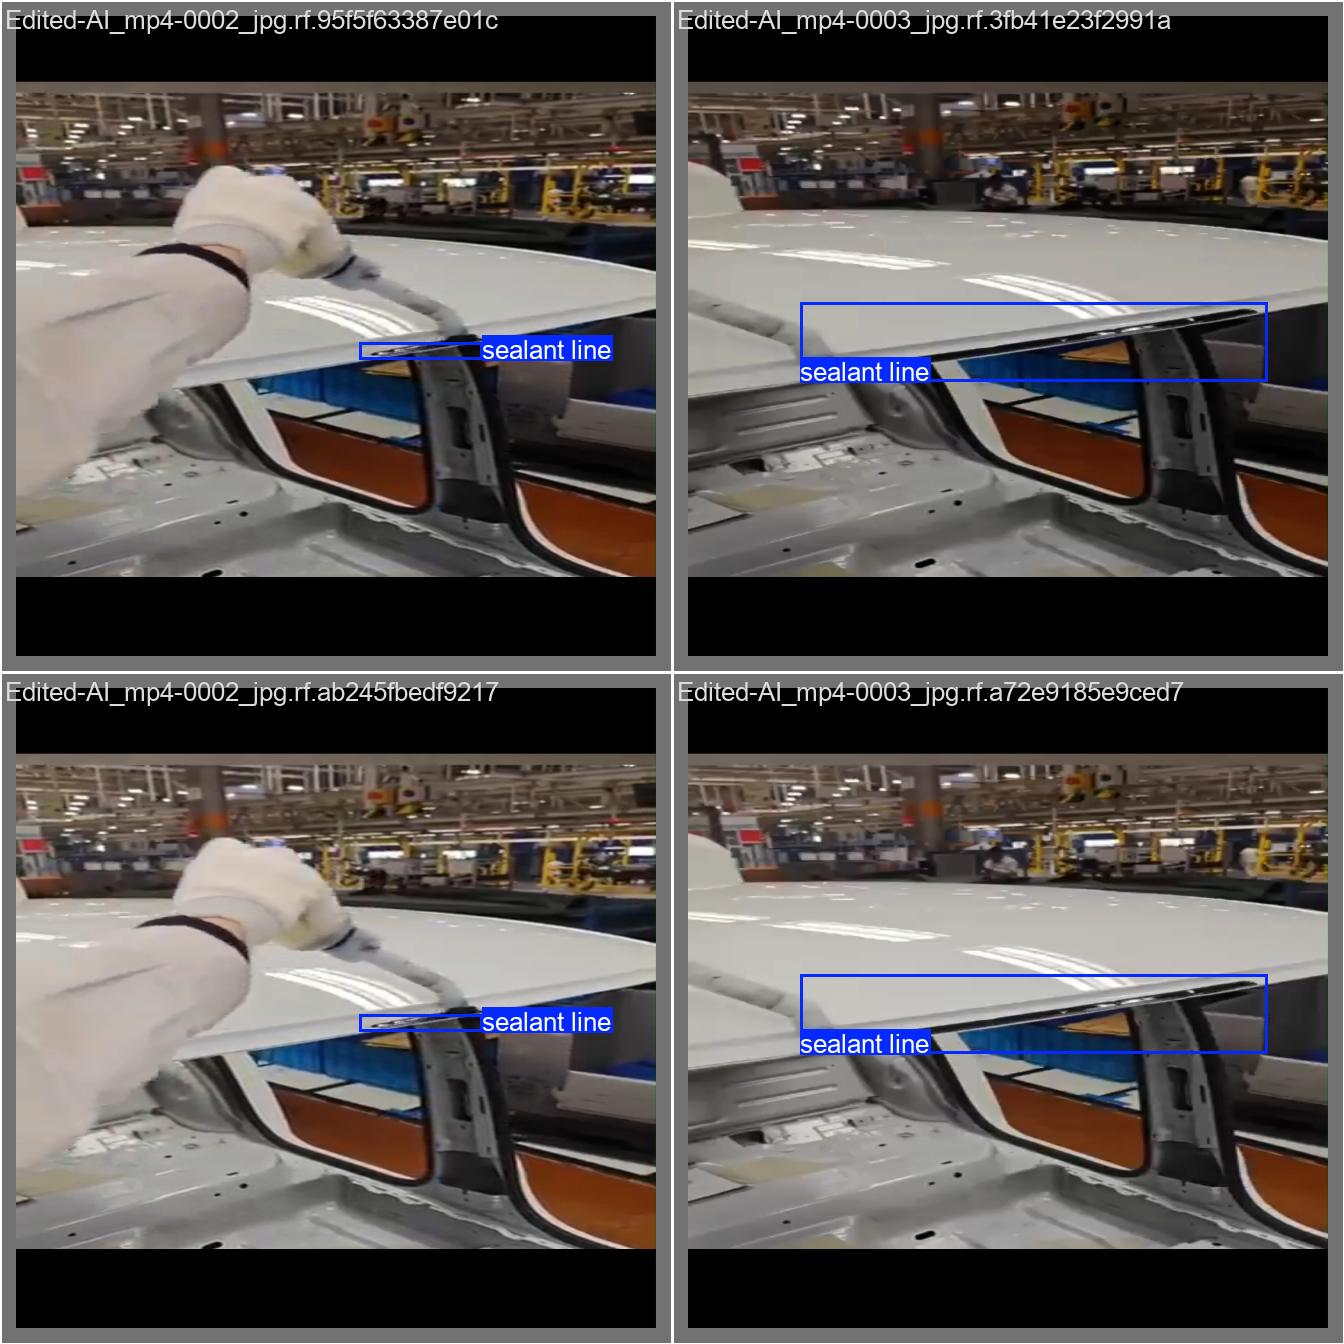 Edited-AI_mp4-0002_jpg.rf.95f5f63387e01c
Edited-AI_mp4-0003_jpg.rf.3fb41e23f2991a
sealant line
sealant line
Edited-AI_mp4-0002_jpg.rf.ab245fbedf9217
Edited-AI_mp4-0003_jpg.rf.a72e9185e9ced7
sealant line
sealant line